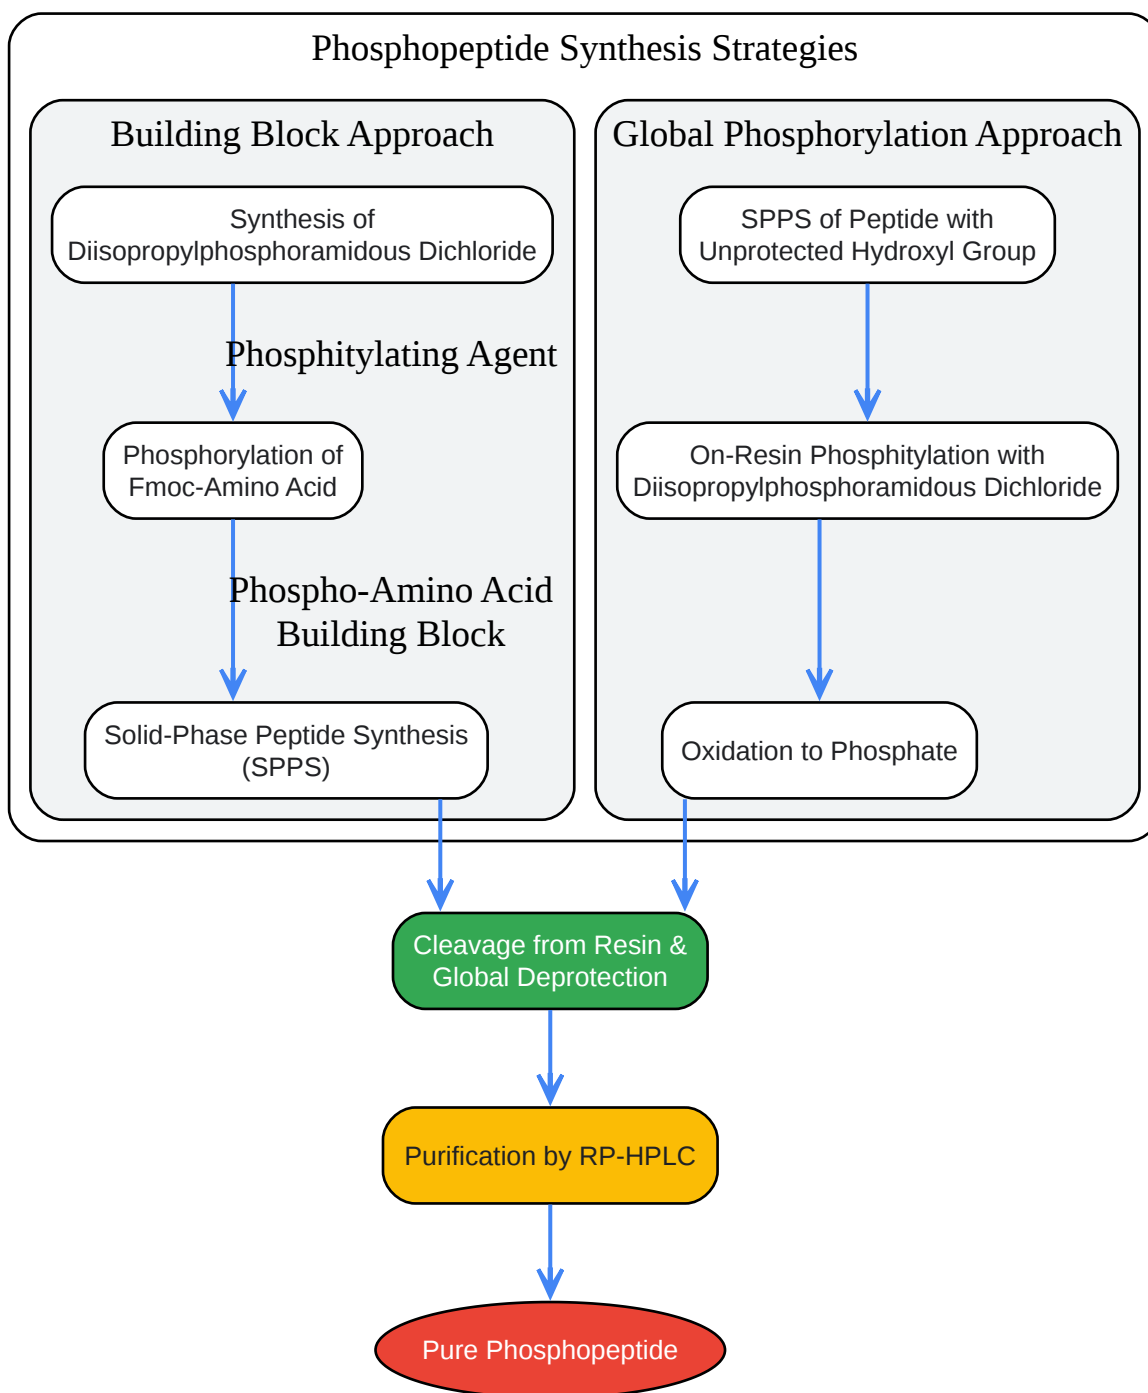 Phosphopeptide Synthesis Strategies
Building Block Approach
Synthesis of
Diisopropylphosphoramidous Dichloride
Phosphitylating Agent
Phosphorylation of
Fmoc-Amino Acid
Phospho-Amino Acid
Building Block
Solid-Phase Peptide Synthesis
(SPPS)
Global Phosphorylation Approach
SPPS of Peptide with
Unprotected Hydroxyl Group
On-Resin Phosphitylation with
Diisopropylphosphoramidous Dichloride
Oxidation to Phosphate
Cleavage from Resin &
Global Deprotection
Purification by RP-HPLC
Pure Phosphopeptide